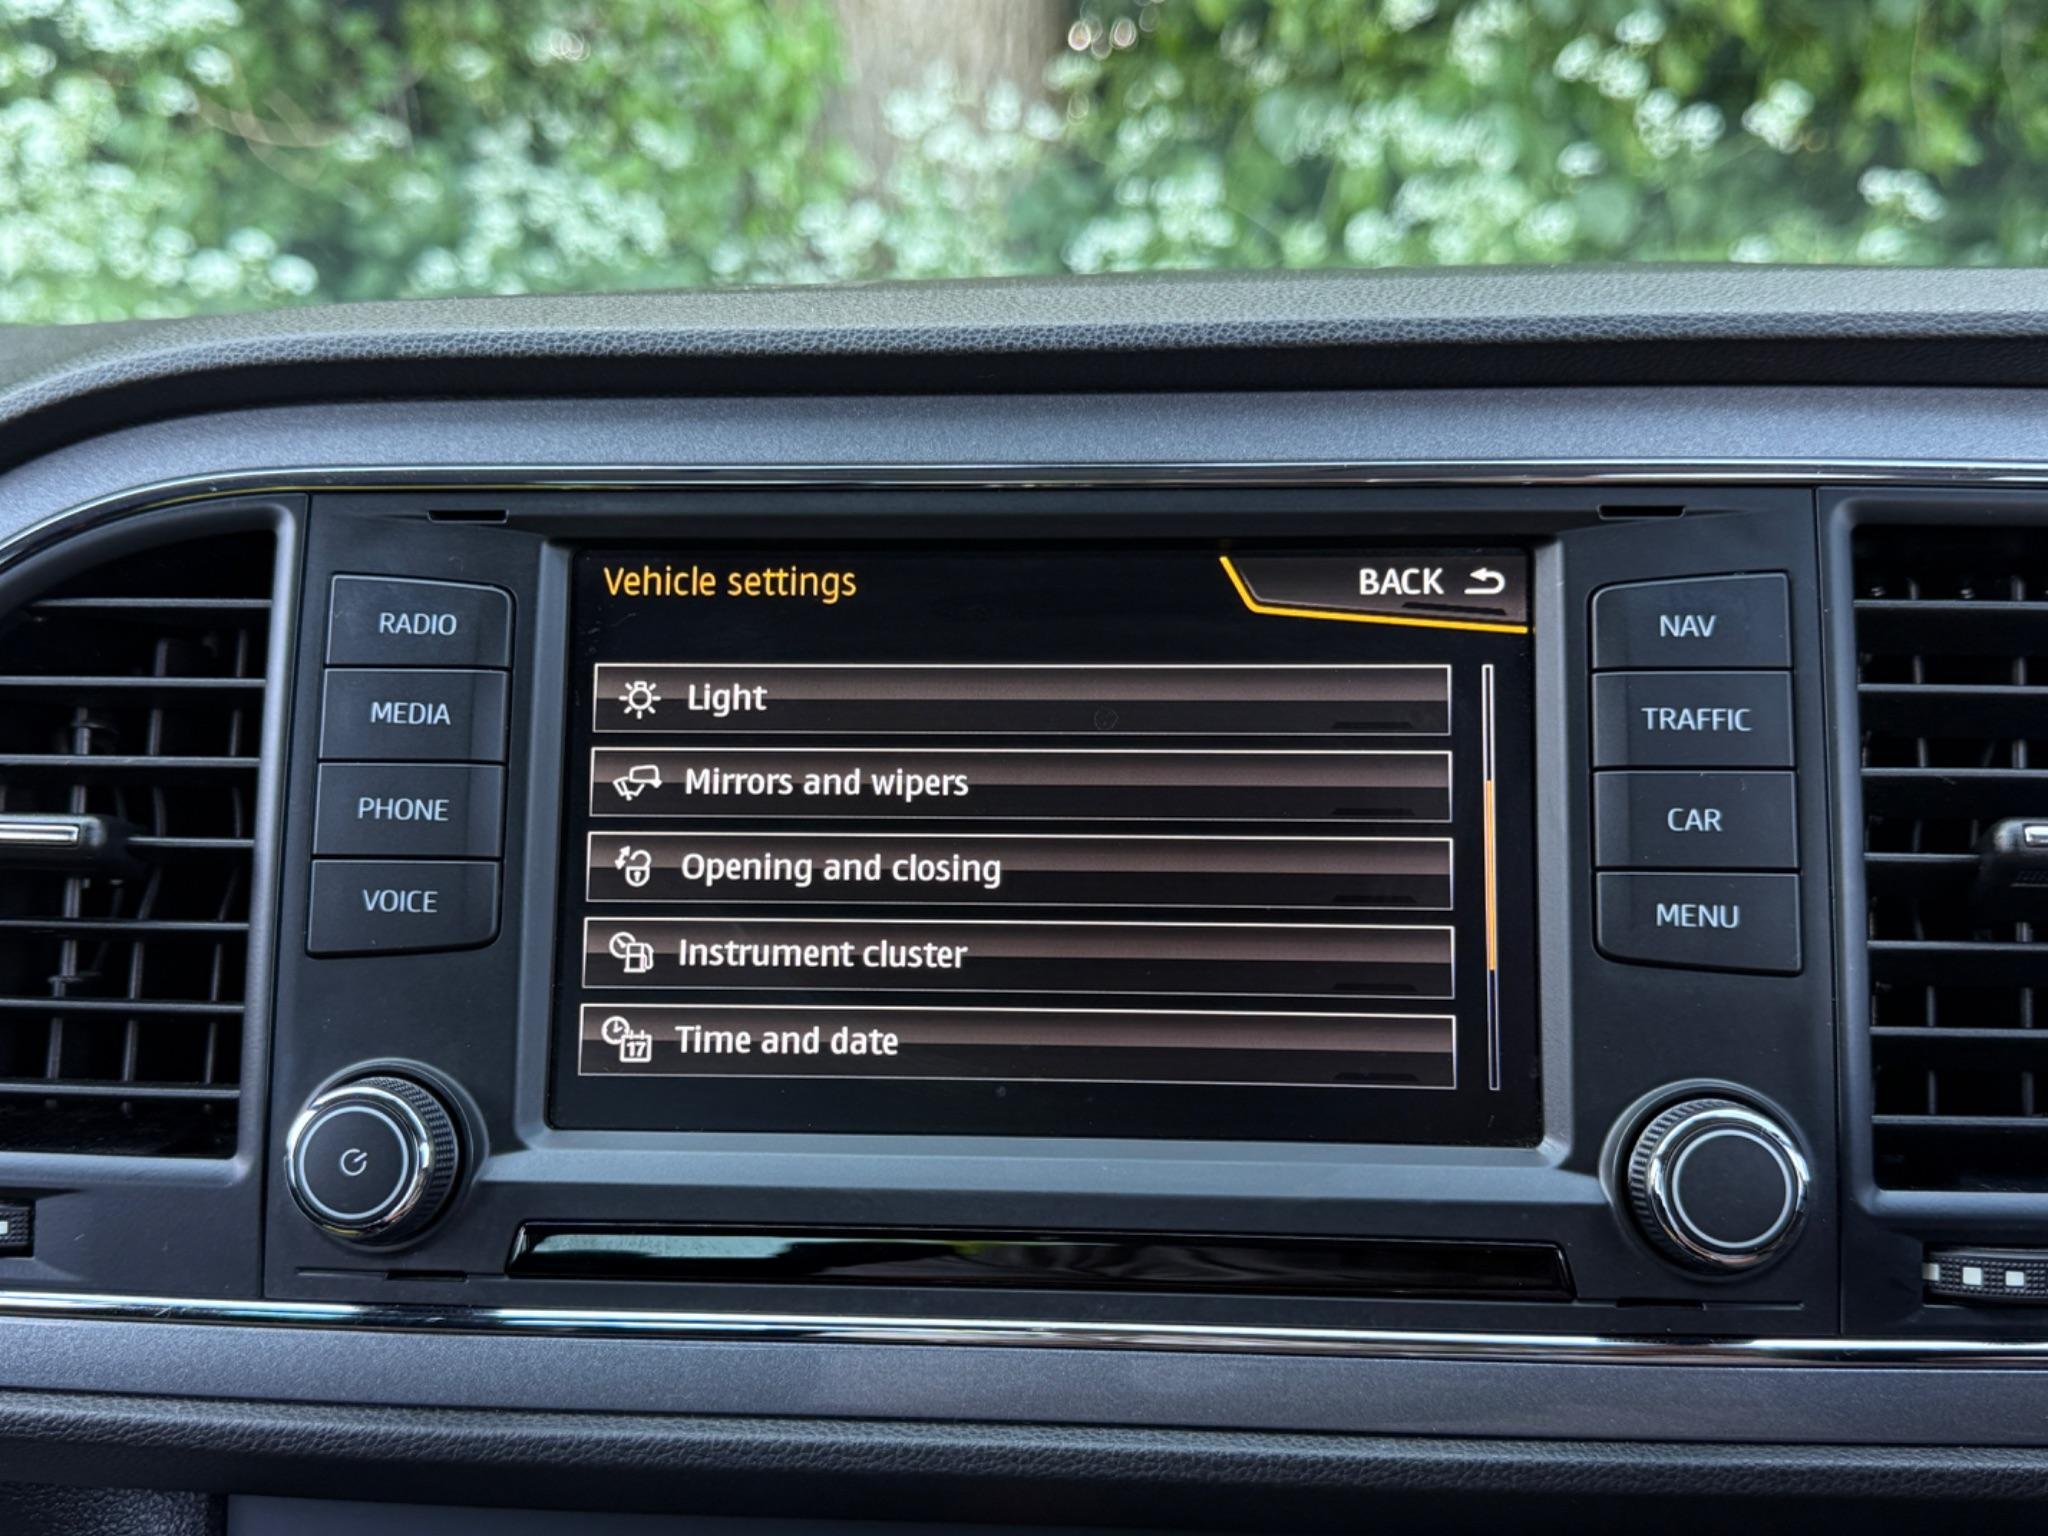 Vehicle settings
BACK
RADIO
MEDIA
PHONE
VOICE
Light
Mirrors and wipers
Opening and closing
Instrument cluster
17
Time and date
NAV
TRAFFIC
CAR
MENU